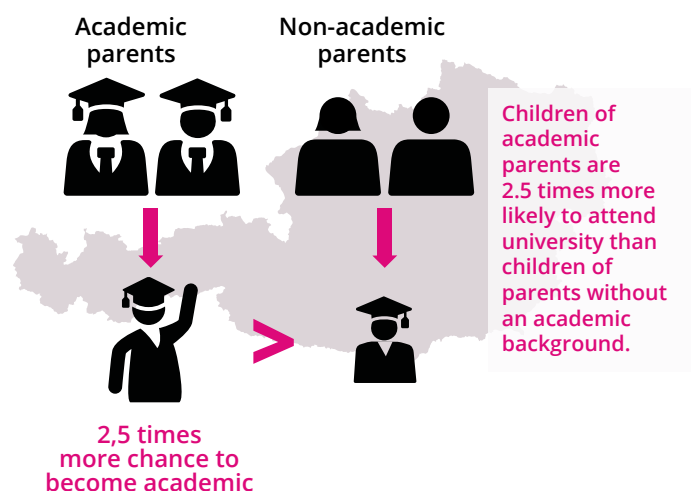 Academic
parents
Non-academic
parents
Children of
academic
parents are
2.5 times more
likely to attend
university than
children of
parents without
an academic
background.
>
2,5 times
more chance to
become academic